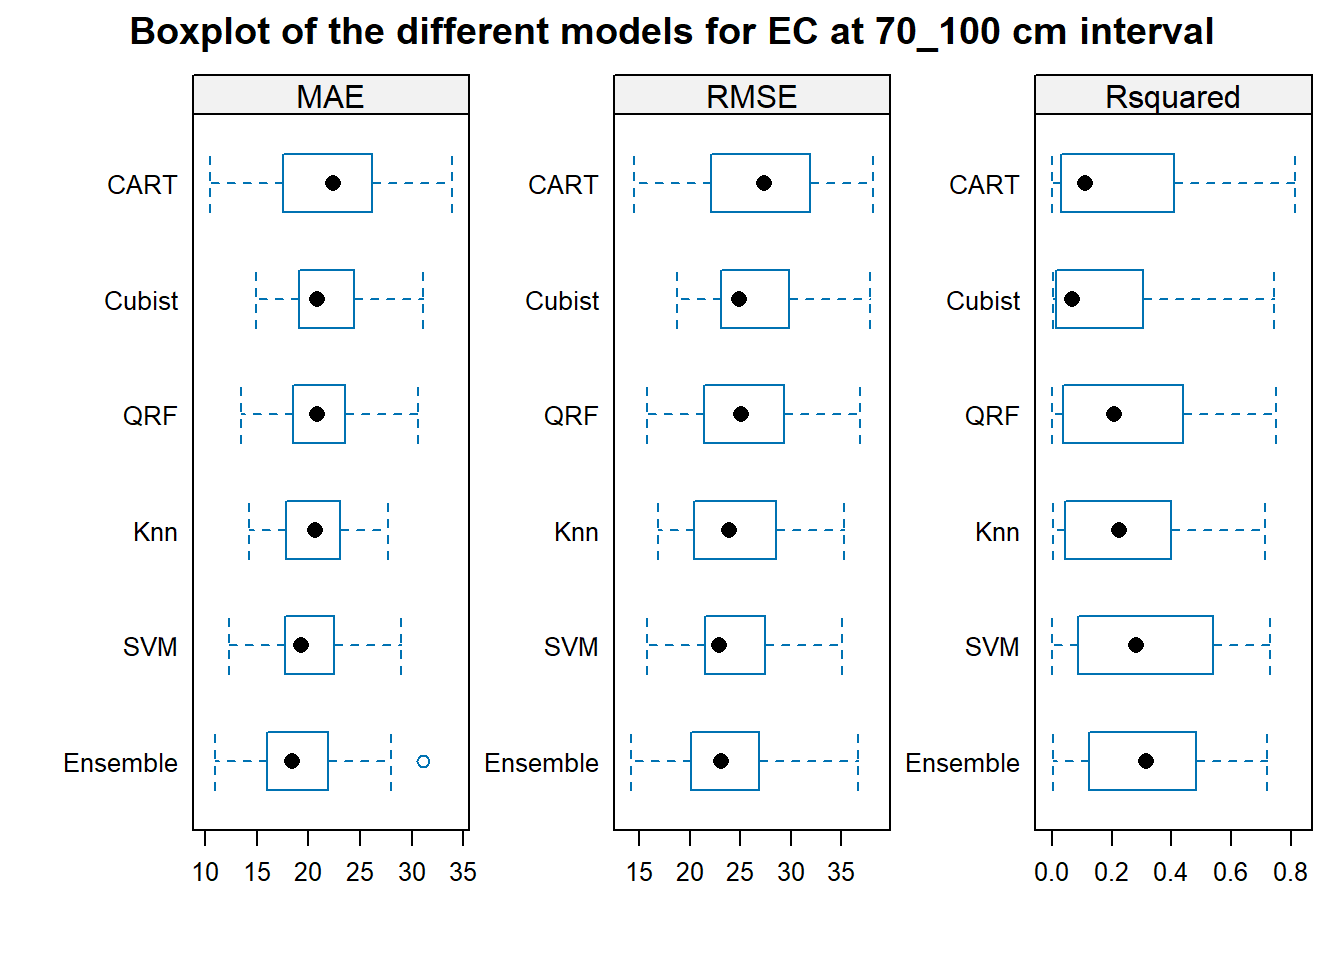 Boxplot of the different models for EC at 70_100 cm interval
MAE
CART
Cubist
QRF
Knn
SVM
Ensemble
10 15 20 25 30 35
RMSE
CART
Cubist
QRF
Knn
SVM
Ensemble
15 20 25 30 35
Rsquared
CART
Cubist
QRF
Knn
SVM
Ensemble
0.0 0.2 0.4 0.6 0.8